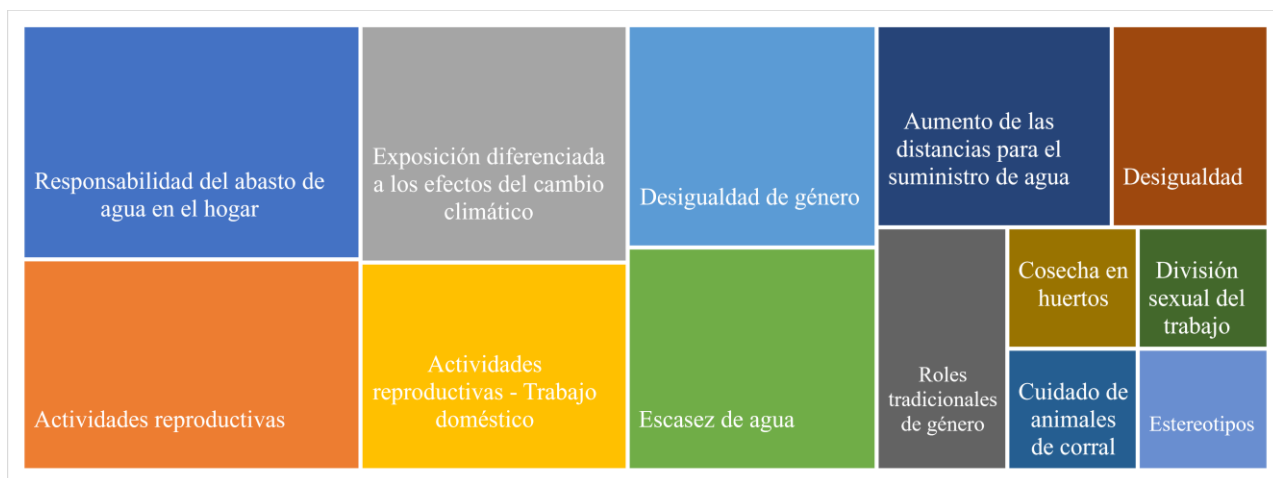 Responsabilidad del abasto de
agua en el hogar
Actividades reproductivas
Exposición diferenciada
a los efectos del cambio
climático
Actividades
reproductivas - Trabajo
doméstico
Desigualdad de género
Escasez de agua
Aumento de las
distancias para el
suministro de agua
Desigualdad
Roles
tradicionales
de género
Cosecha en
huertos
División
sexual del
trabajo
Cuidado de
animales
de corral
Estereotipos